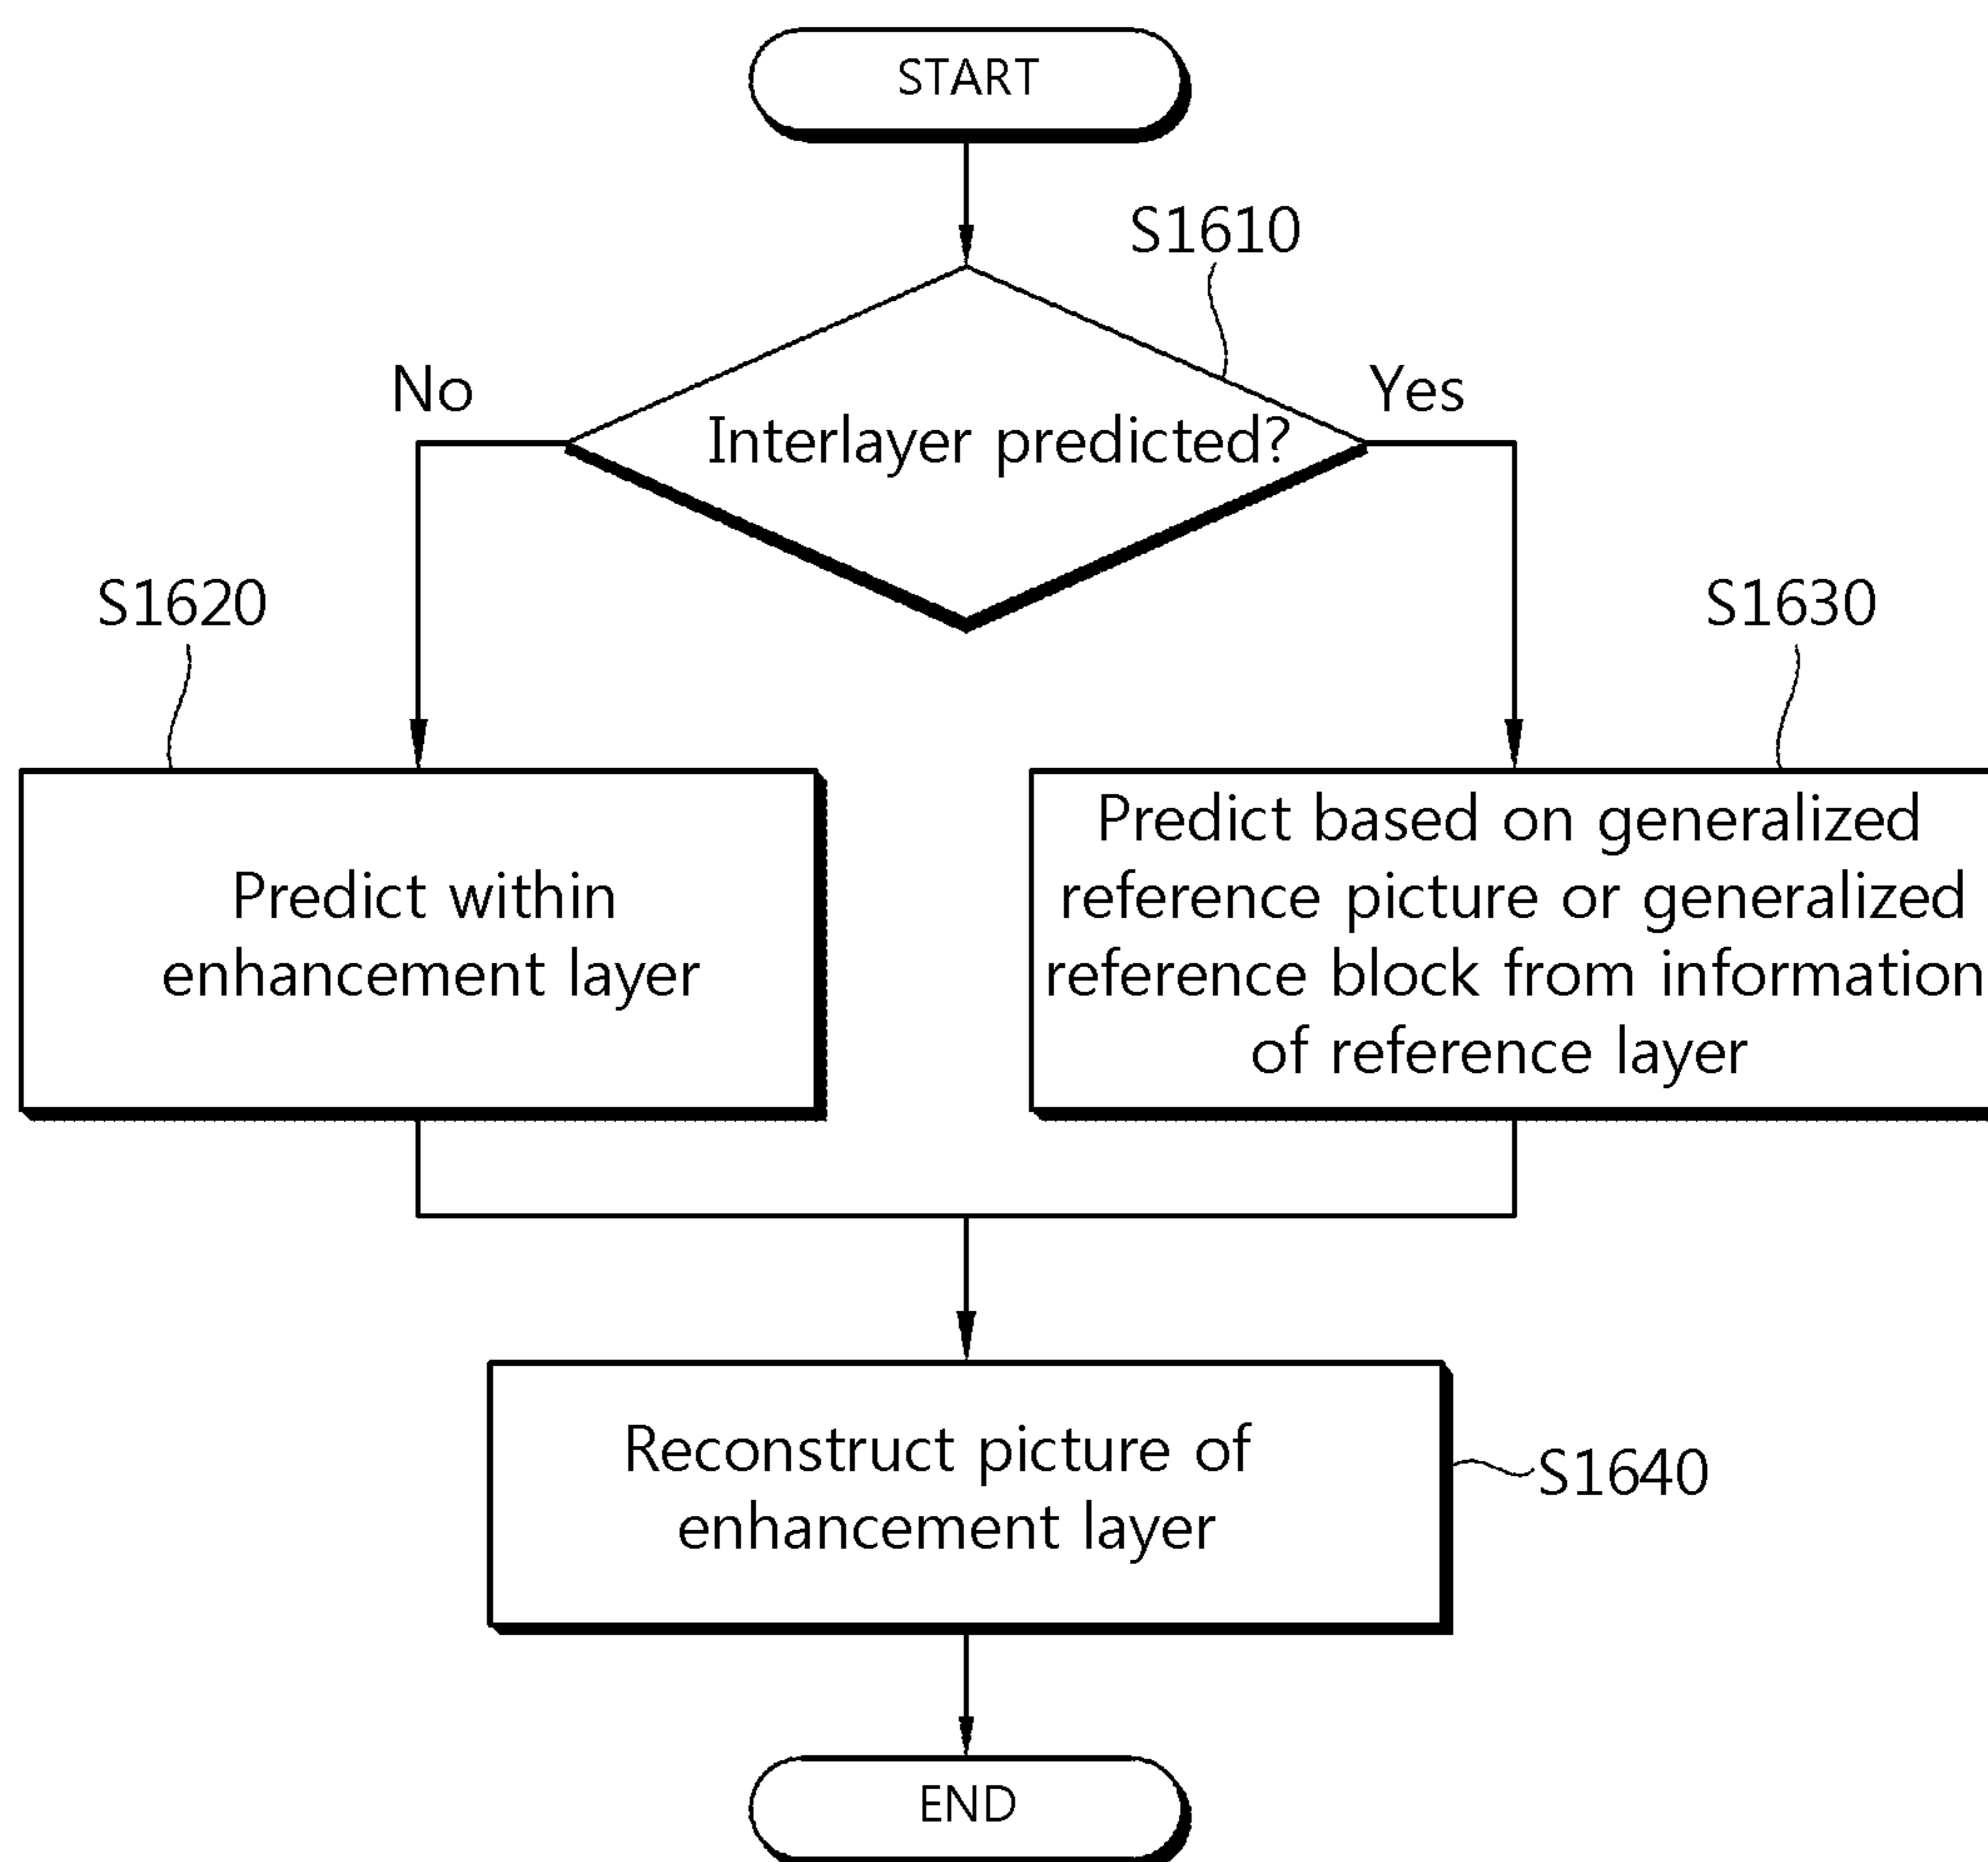 START
S1610
No
Yes
Interlayer predicted?
S1620
S1630
Predict within
enhancement layer
Predict based on generalized
reference picture or generalized
reference block from information
of reference layer
Reconstruct picture of
enhancement layer
S1640
END